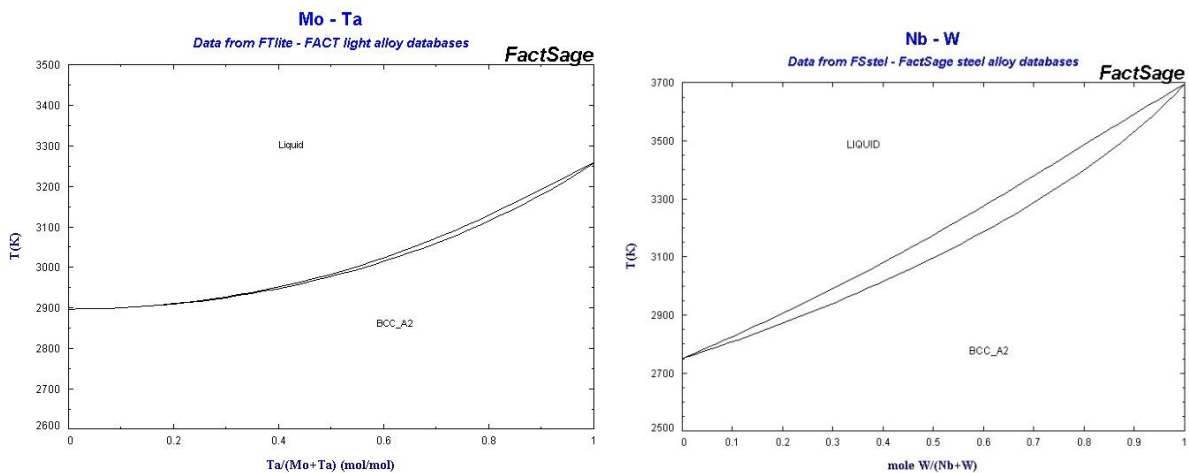 Mo - Ta
Data from FTlite - FACT light alloy databases
FactSage
3500
3400
3300
3200
3100
3000
2900
2800
2700
2600
T(K)
Liquid
BCC_A2
0
0.2
0.4
0.6
0.8
1
Ta/(Mo+Ta) (mol/mol)
Nb - W
Data from FSstel - FactSage steel alloy databases
FactSage
3700
3500
3300
3100
2900
2700
2500
T(K)
LIQUID
BCC_A2
0
0.1
0.2
0.3
0.4
0.5
0.6
0.7
0.8
0.9
1
mole W/(Nb+W)